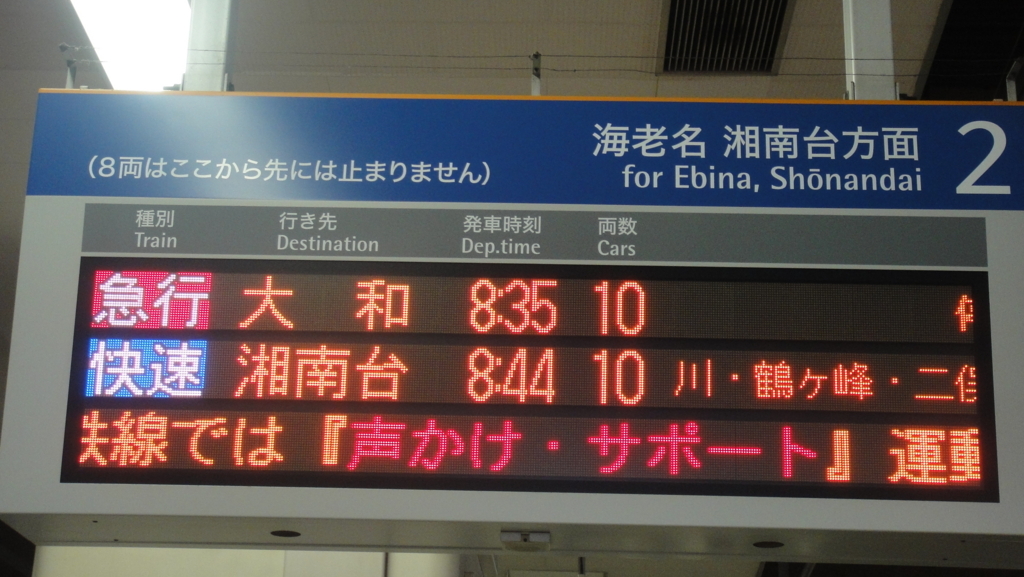 海老名 湘南台方面 2
(8両はここから先には止まりません) for Ebina, Shōnandai
種別 行き先 発車時刻 両数
Train Destination Dep.time Cars
急行 大和 8:35 10
快速 湘南台 8:44 10 川・鶴ヶ峰・二俣
鉄線では『声かけ・サポート』運動